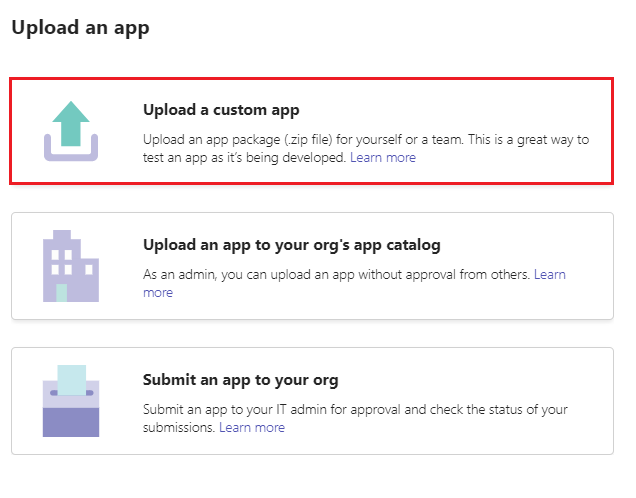 Upload an app
Upload a custom app
Upload an app package (.zip file) for yourself or a team. This is a great way to
test an app as it's being developed. Learn more
Upload an app to your org's app catalog
As an admin, you can upload an app without approval from others. Learn
more
Submit an app to your org
Submit an app to your IT admin for approval and check the status of your
submissions. Learn more